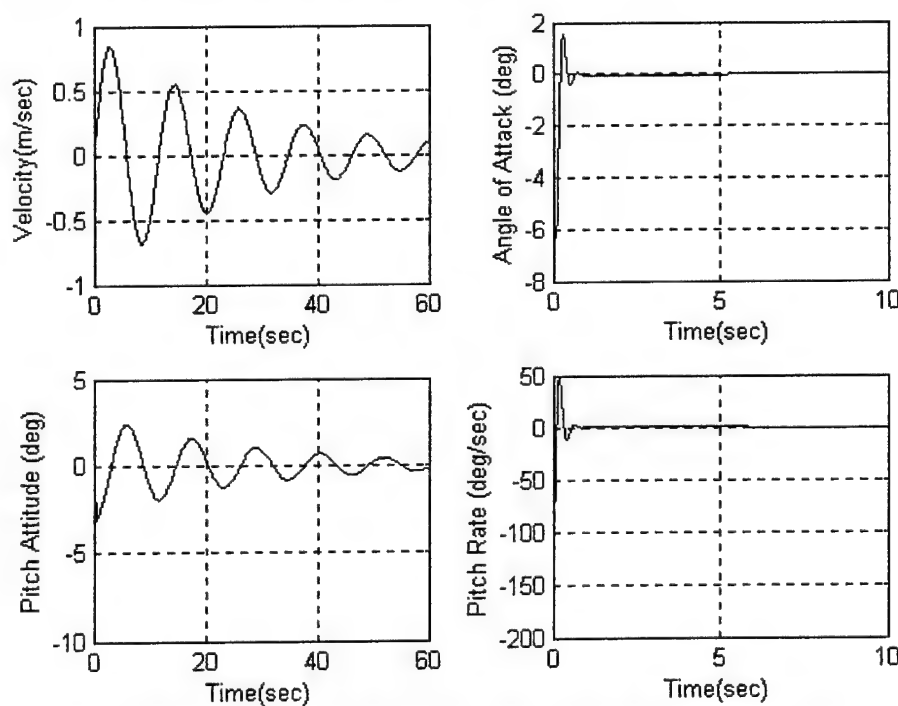 1
0.5
0
-0.5
-1
Velocity(m/sec)
0 20 40 60
Time(sec)
2
0
-2
-4
-6
-8
Angle of Attack (deg)
0 5 10
Time(sec)
5
0
-5
-10
Pitch Attitude (deg)
0 20 40 60
Time(sec)
50
0
-50
-100
-150
-200
Pitch Rate (deg/sec)
0 5 10
Time(sec)